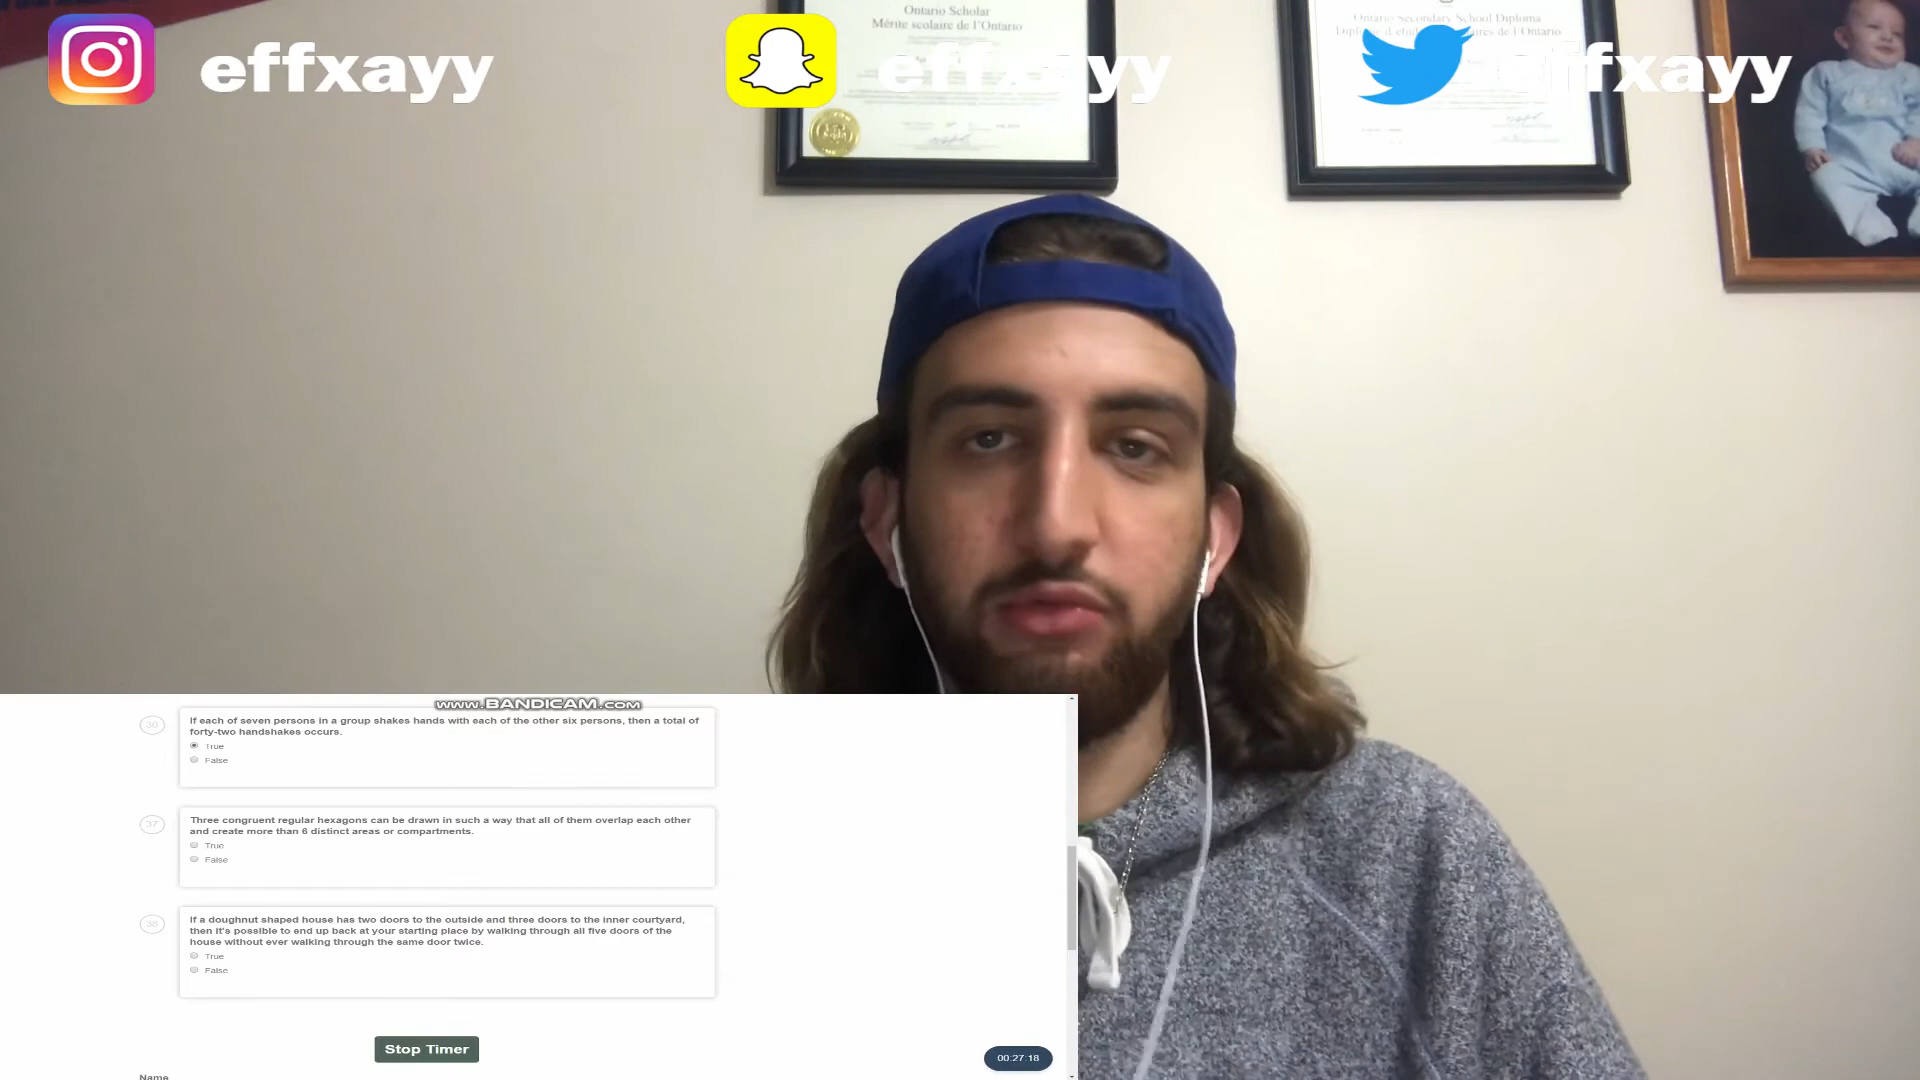 Ontario Scholar
Mérite scolaire de l'Ontario
Ontario Secondary School Diploma
effxayy
effxayy
effxayy
www.BANDICAM.com
36
If each of seven persons in a group shakes hands with each of the other six persons, then a total of
forty-two handshakes occurs.
True
False
37
Three congruent regular hexagons can be drawn in such a way that all of them overlap each other
and create more than 6 distinct areas or compartments.
True
False
38
If a doughnut shaped house has two doors to the outside and three doors to the inner courtyard,
then it's possible to end up back at your starting place by walking through all five doors of the
house without ever walking through the same door twice.
True
False
Stop Timer
00:27:18
Name